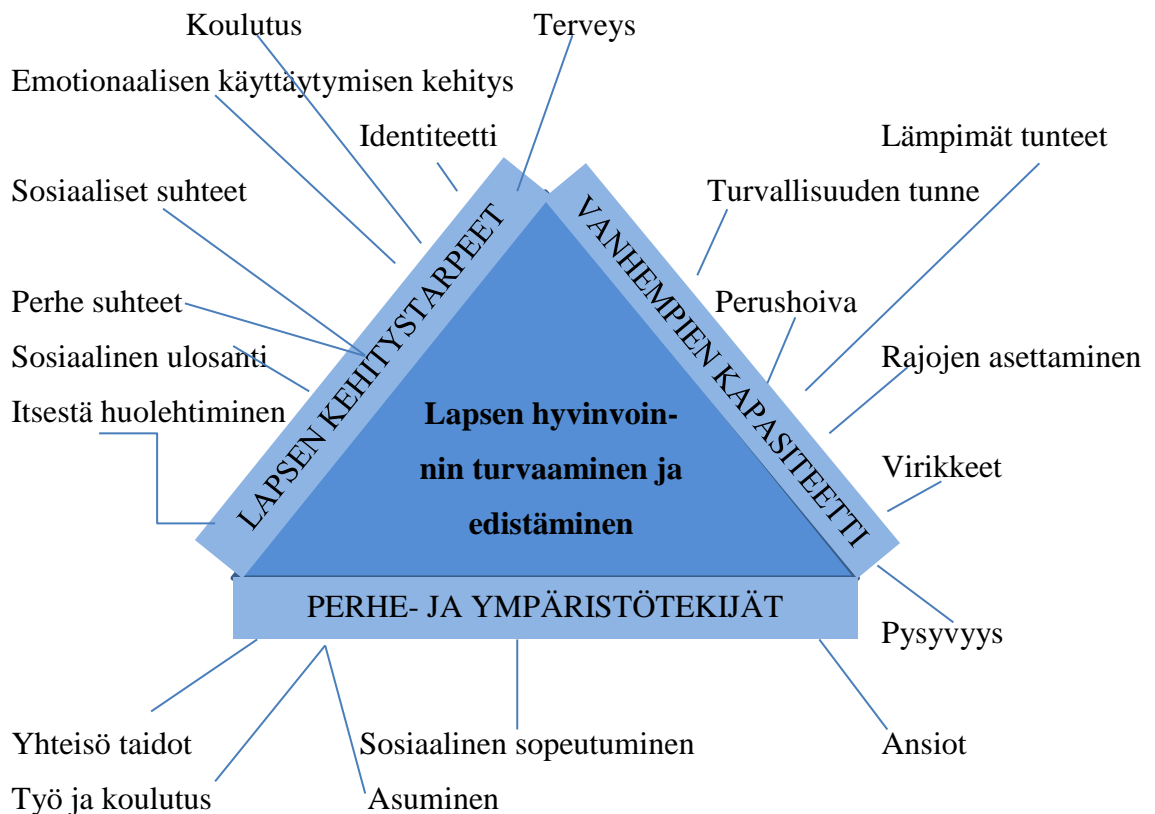 Koulutus
Terveys
Emotionaalisen käyttäytymisen kehitys
Identiteetti
Lämpimät tunteet
Sosiaaliset suhteet
Turvallisuuden tunne
Perhe suhteet
Perushoiva
Sosiaalinen ulosanti
Rajojen asettaminen
Itsestä huolehtiminen
LAPSEN KEHITYSTARPEET
VANHEMPIEN KAPASITEETTI
Lapsen hyvinvoin-
nin turvaaminen ja
edistäminen
Virikkeet
PERHE- JA YMPÄRISTÖTEKIJÄT
Pysyvyys
Yhteisö taidot
Sosiaalinen sopeutuminen
Ansiot
Työ ja koulutus
Asuminen